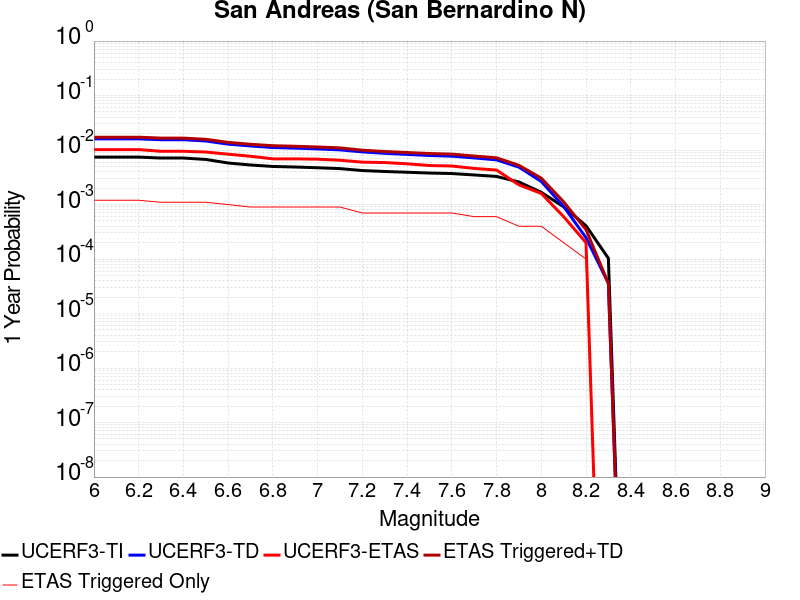 San Andreas (San Bernardino N)
10^0
10^-1
10^-2
10^-3
10^-4
10^-5
10^-6
10^-7
10^-8
1 Year Probability
6 6.2 6.4 6.6 6.8 7 7.2 7.4 7.6 7.8 8 8.2 8.4 8.6 8.8 9
Magnitude
UCERF3-TI UCERF3-TD UCERF3-ETAS ETAS Triggered+TD
ETAS Triggered Only